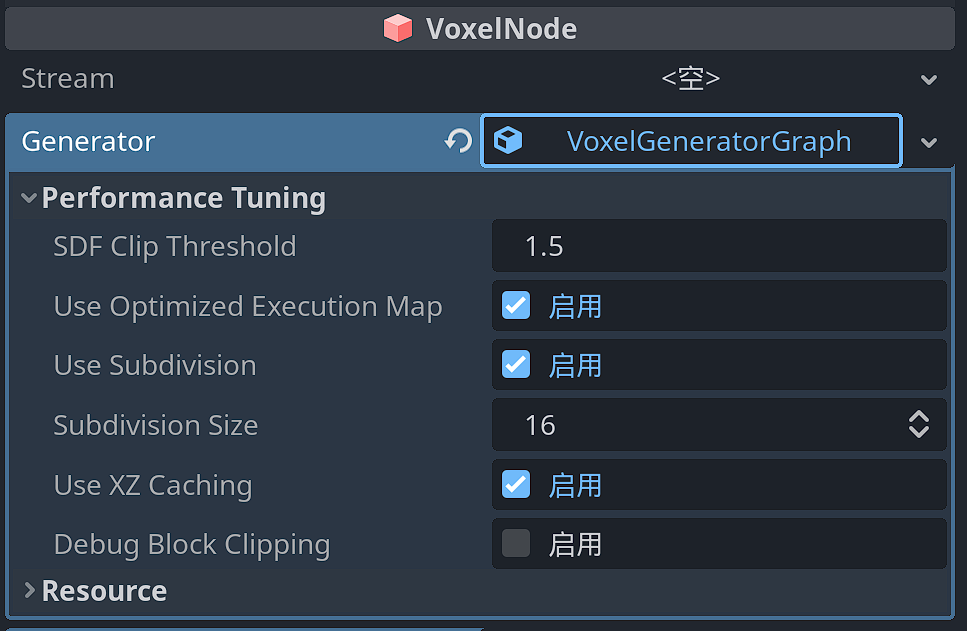 VoxelNode
Stream <空>
Generator VoxelGeneratorGraph
Performance Tuning
SDF Clip Threshold 1.5
Use Optimized Execution Map 启用
Use Subdivision 启用
Subdivision Size 16
Use XZ Caching 启用
Debug Block Clipping 启用
Resource